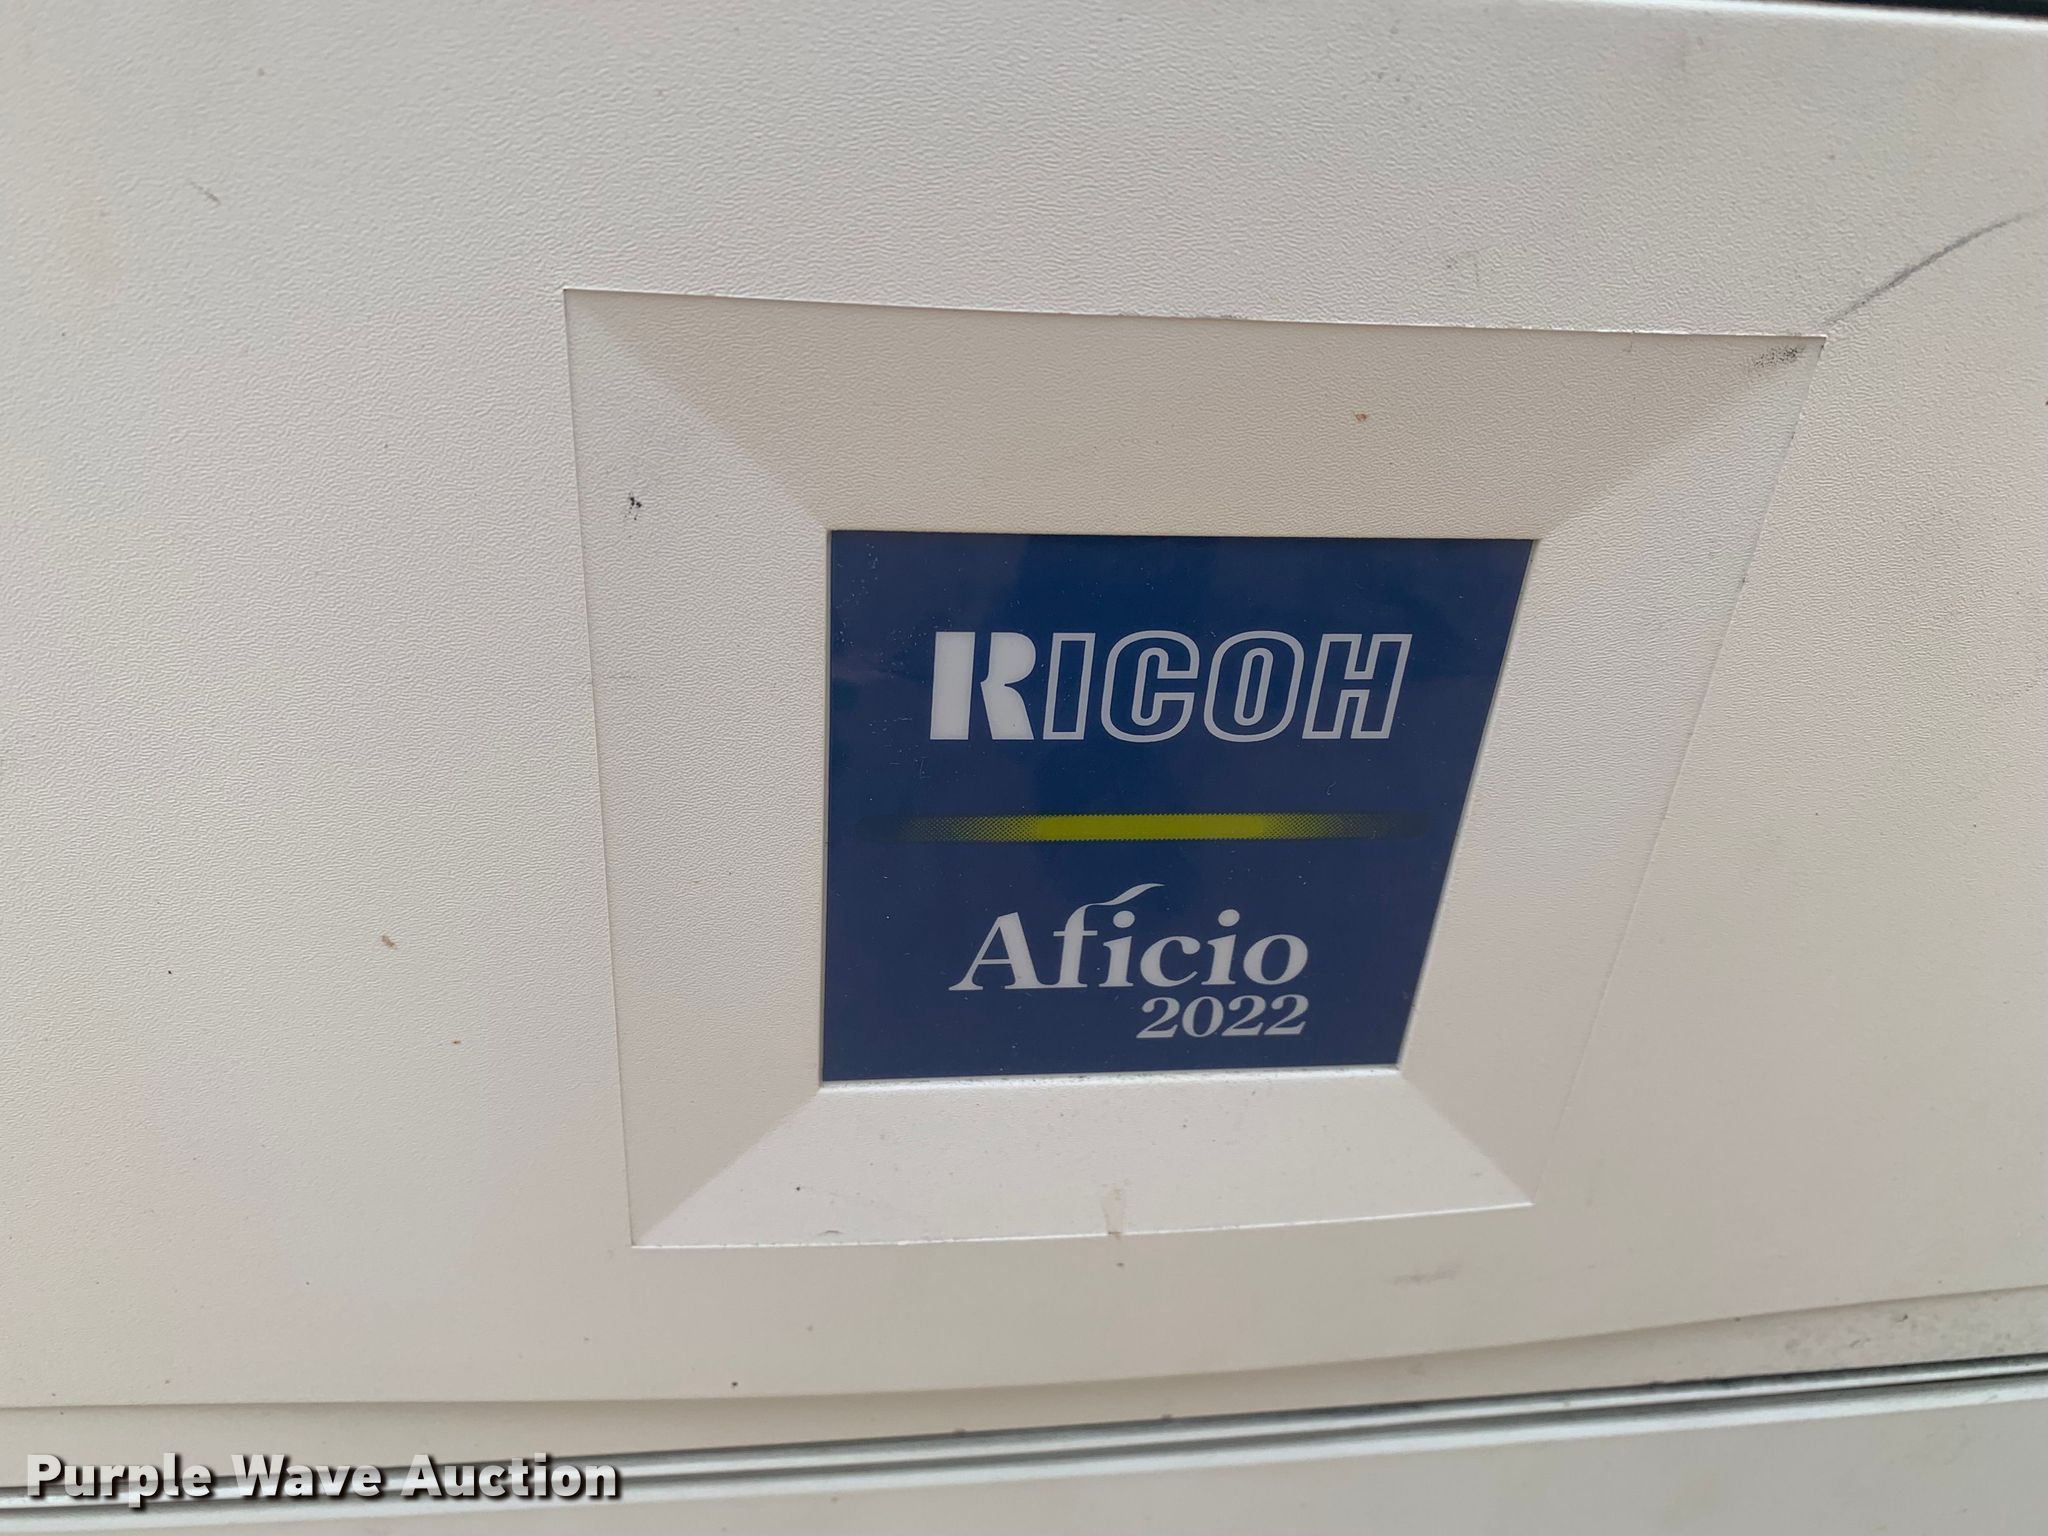 RICOH
Aficio
2022
Purple Wave Auction